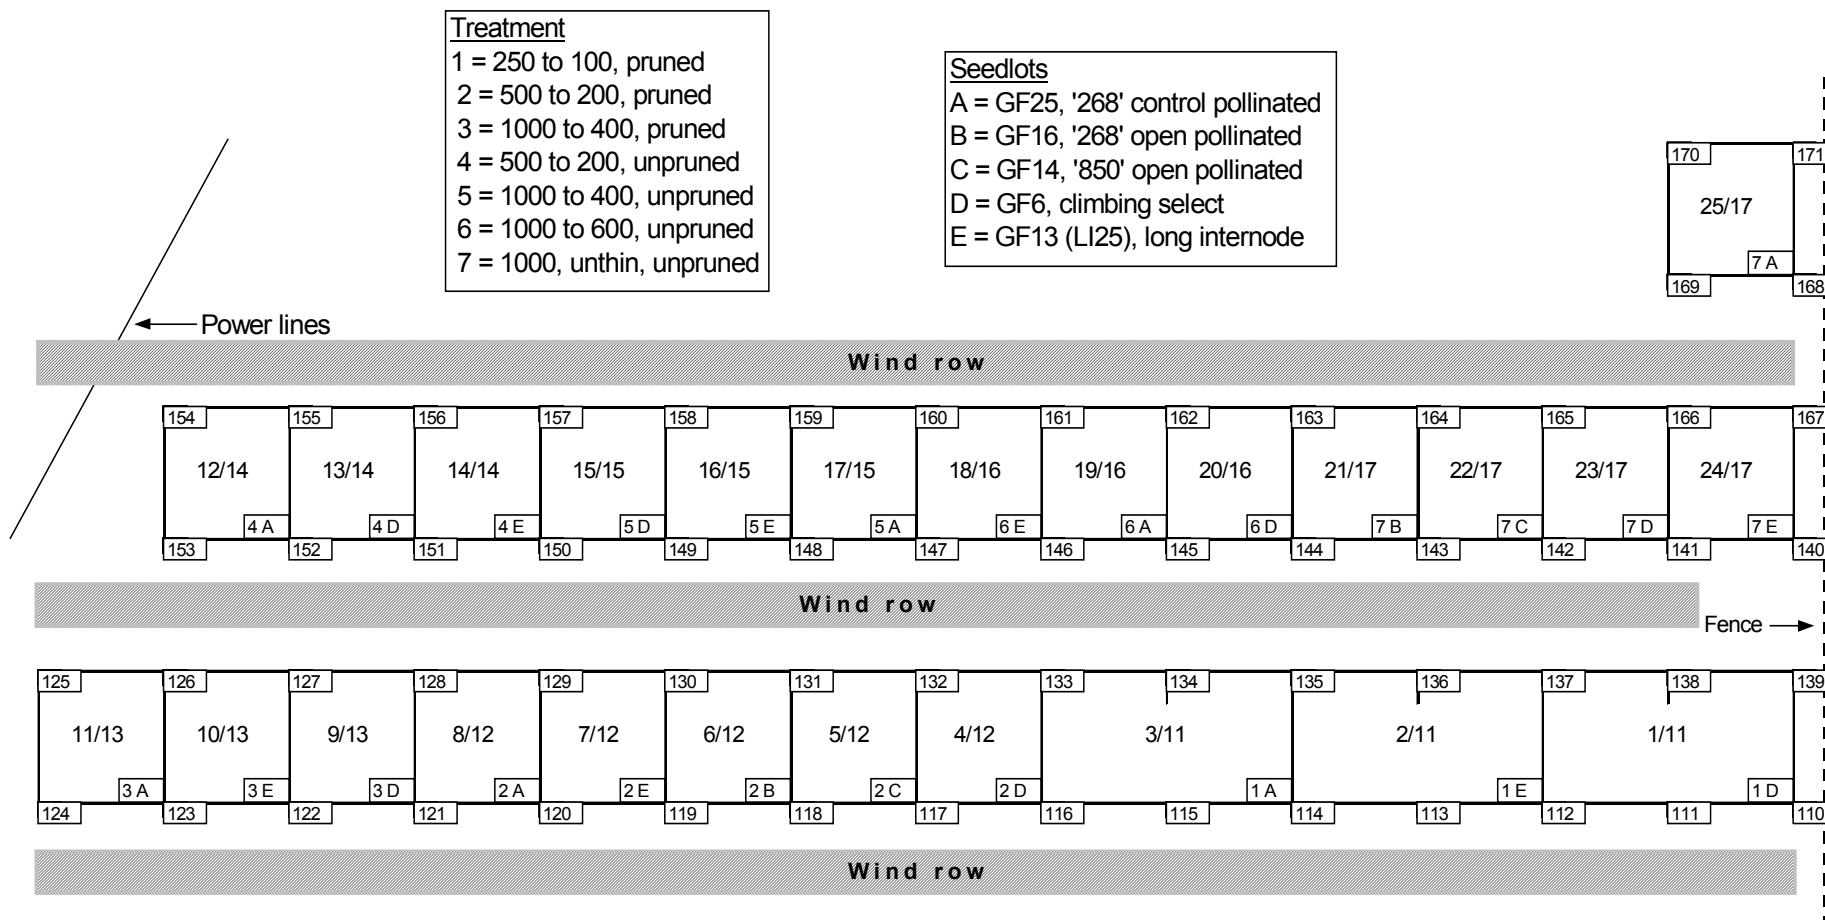 Treatment
1 = 250 to 100, pruned
2 = 500 to 200, pruned
3 = 1000 to 400, pruned
4 = 500 to 200, unpruned
5 = 1000 to 400, unpruned
6 = 1000 to 600, unpruned
7 = 1000, unthin, unpruned
Seedlots
A = GF25, '268' control pollinated
B = GF16, '268' open pollinated
C = GF14, '850' open pollinated
D = GF6, climbing select
E = GF13 (LI25), long internode
170 171
25/17
7 A
169 168
Power lines
Wind row
154 155 156 157 158 159 160 161 162 163 164 165 166 167
12/14 13/14 14/14 15/15 16/15 17/15 18/16 19/16 20/16 21/17 22/17 23/17 24/17
4 A 4 D 4 E 5 D 5 E 5 A 6 E 6 A 6 D 7 B 7 C 7 D 7 E
153 152 151 150 149 148 147 146 145 144 143 142 141 140
Wind row
Fence
125 126 127 128 129 130 131 132 133 134 135 136 137 138 139
11/13 10/13 9/13 8/12 7/12 6/12 5/12 4/12 3/11 2/11 1/11
3 A 3 E 3 D 2 A 2 E 2 B 2 C 2 D 1 A 1 E 1 D
124 123 122 121 120 119 118 117 116 115 114 113 112 111 110
Wind row